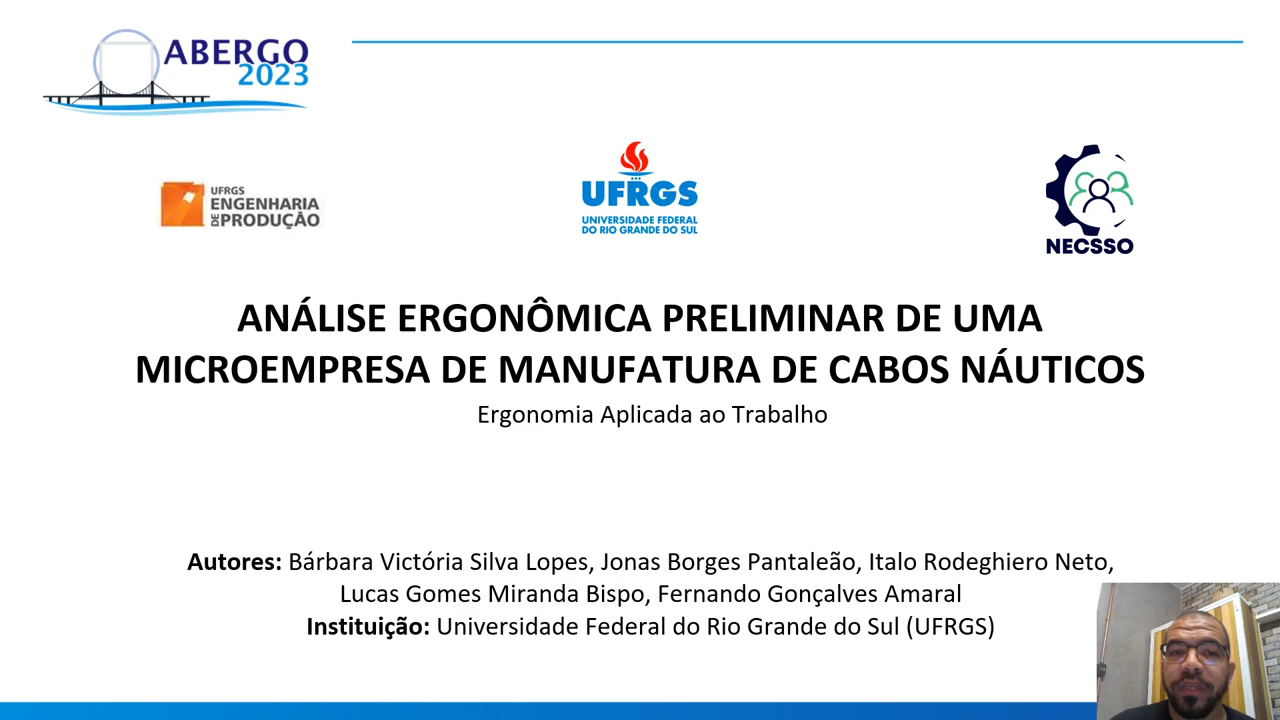 ABERGO
2023
UFRGS
ENGENHARIA
DE PRODUÇÃO
UFRGS
UNIVERSIDADE FEDERAL
DO RIO GRANDE DO SUL
NECSSO
ANÁLISE ERGONÔMICA PRELIMINAR DE UMA
MICROEMPRESA DE MANUFATURA DE CABOS NÁUTICOS
Ergonomia Aplicada ao Trabalho
Autores: Bárbara Victória Silva Lopes, Jonas Borges Pantaleão, Italo Rodeghiero Neto,
Lucas Gomes Miranda Bispo, Fernando Gonçalves Amaral
Instituição: Universidade Federal do Rio Grande do Sul (UFRGS)